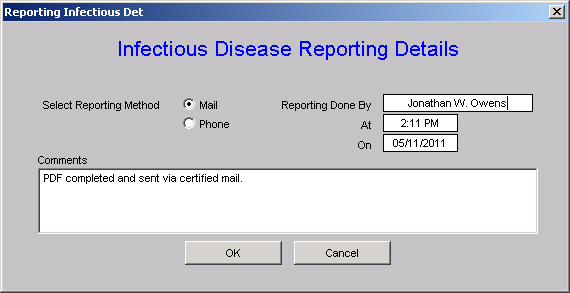 Reporting Infectious Det
Infectious Disease Reporting Details
Select Reporting Method Mail Reporting Done By Jonathan W. Owens
Phone At 2:11 PM
On 05/11/2011
Comments
PDF completed and sent via certified mail.
OK Cancel